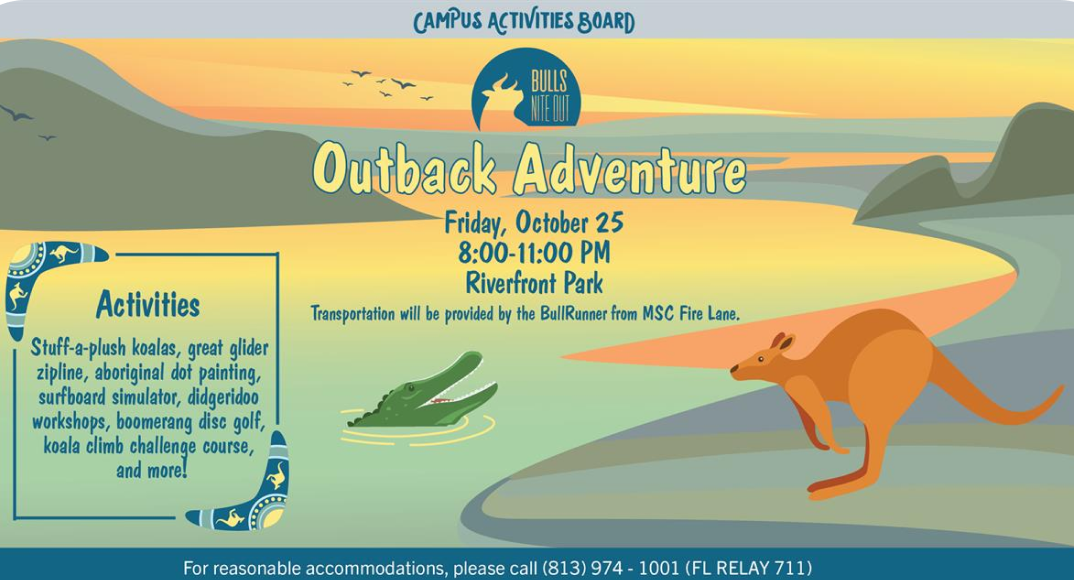 CAMPUS ACTIVITIES BOARD
BULLS
NITE OUT
Outback Adventure
Friday, October 25
8:00-11:00 PM
Riverfront Park
Transportation will be provided by the BullRunner from MSC Fire Lane.
Activities
Stuff-a-plush koalas, great glider
zipline, aboriginal dot painting,
surfboard simulator, didgeridoo
workshops, boomerang disc golf,
koala climb challenge course,
and more!
For reasonable accommodations, please call (813) 974 - 1001 (FL RELAY 711)